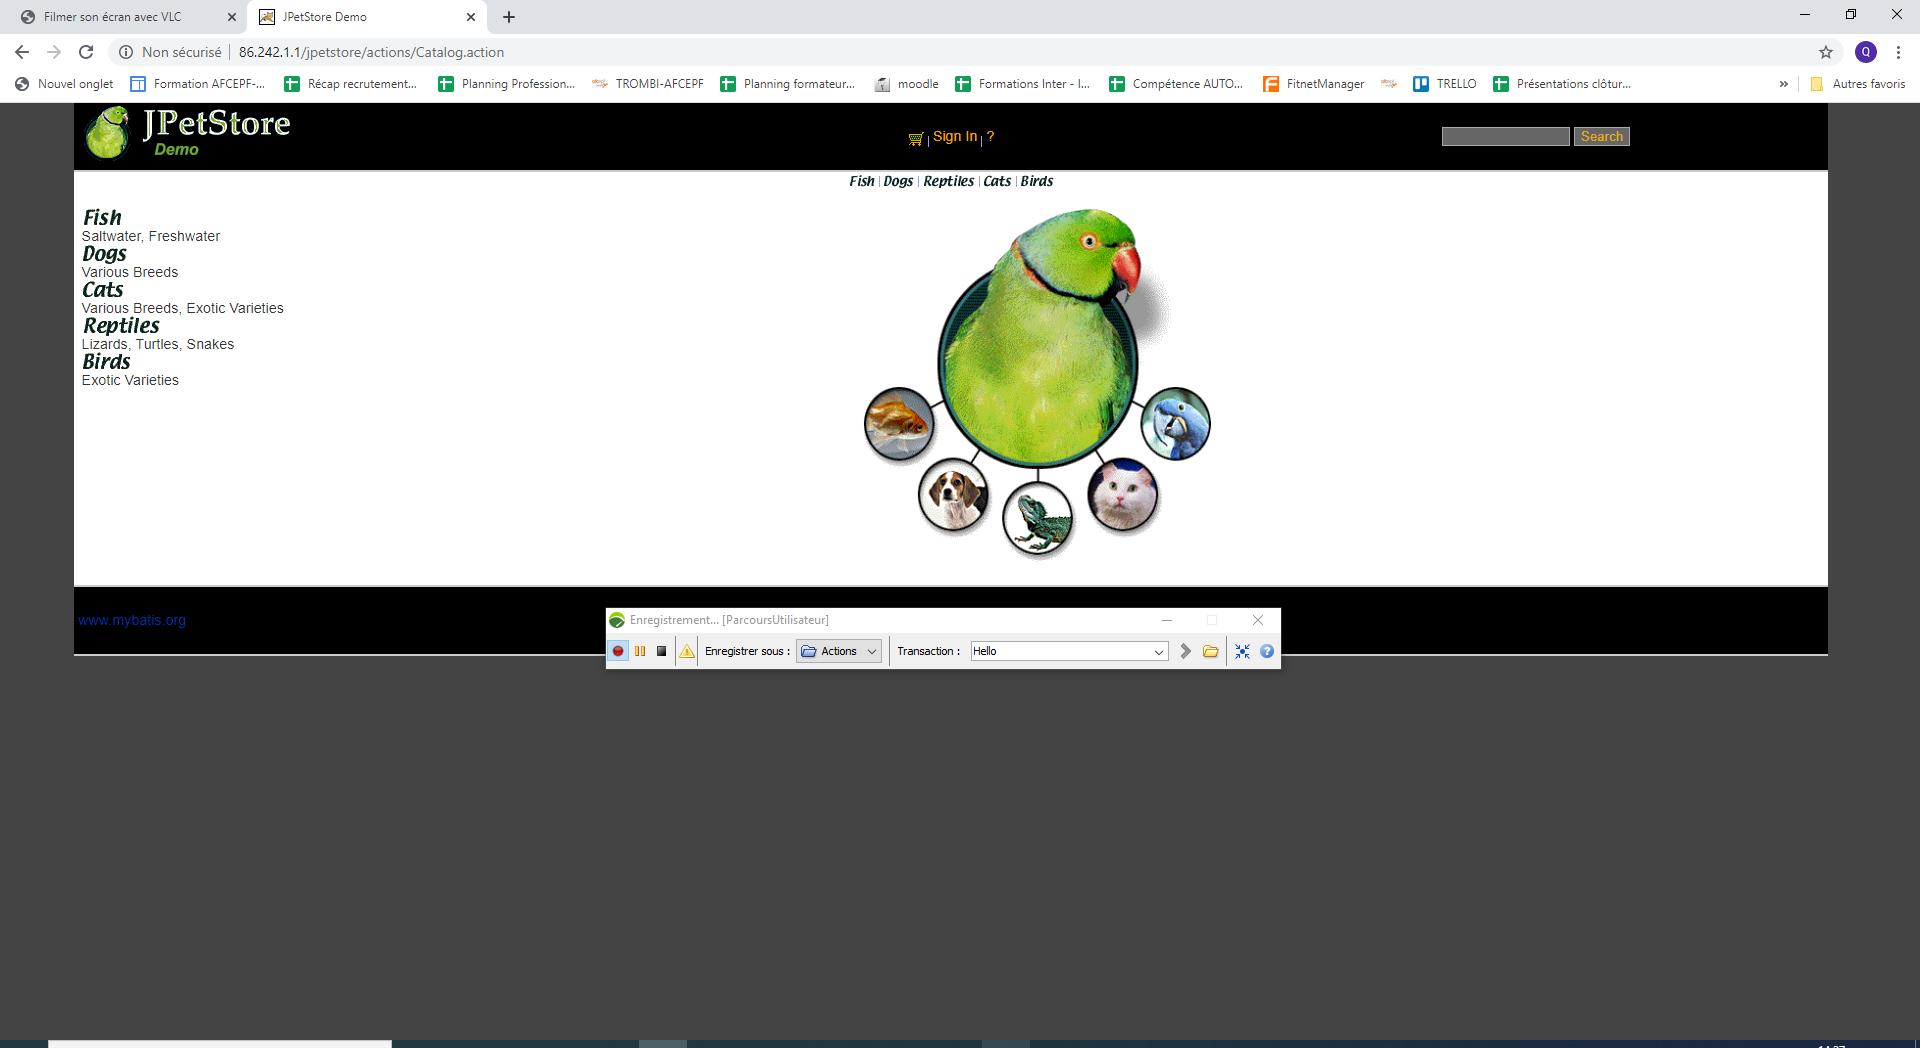 Filmer son écran avec VLC
JPetStore Demo
Non sécurisé 86.242.1.1/jpetstore/actions/Catalog.action
Q
Nouvel onglet Formation AFCEPF-... Récap recrutement... Planning Profession... TROMBI-AFCEPF Planning formateur... moodle Formations Inter - I... Compétence AUTO... FitnetManager TRELLO Présentations clôtur... » Autres favoris
JPetStore
Demo
Sign In | ?
Search
Fish | Dogs | Reptiles | Cats | Birds
Fish
Saltwater, Freshwater
Dogs
Various Breeds
Cats
Various Breeds, Exotic Varieties
Reptiles
Lizards, Turtles, Snakes
Birds
Exotic Varieties
www.mybatis.org
Enregistrement... [ParcoursUtilisateur]
Enregistrer sous : Actions Transaction : Hello